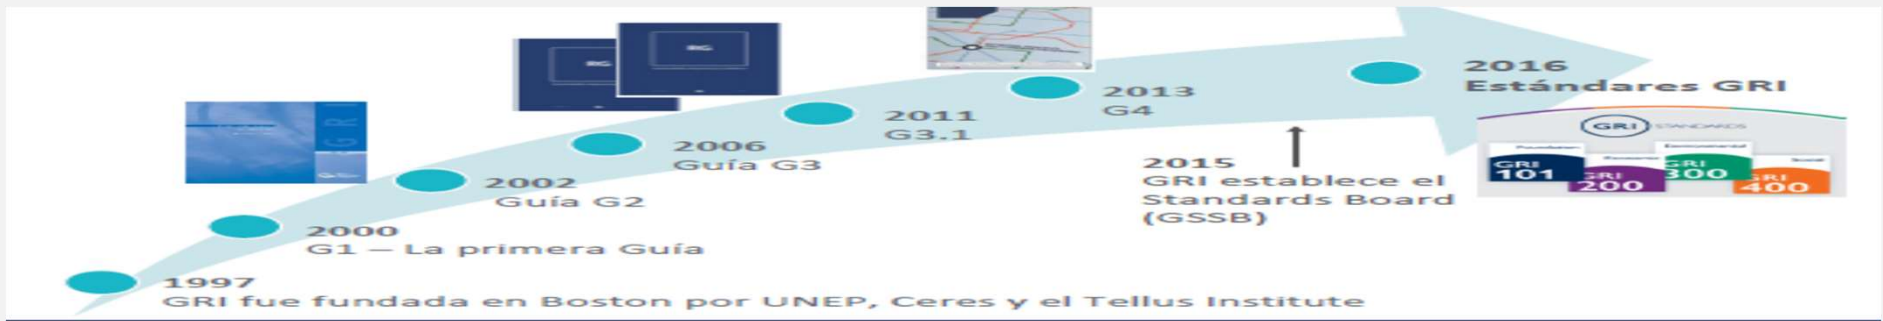 1997
GRI fue fundada en Boston por UNEP, Ceres y el Tellus Institute
2000
G1 – La primera Guía
2002
Guía G2
2006
Guía G3
2011
G3.1
2013
G4
2015
GRI establece el
Standards Board
(GSSB)
2016
Estándares GRI
GRI STANDARDS
GRI
101
GRI
200
Environmental
GRI
300
GRI
400
GRI